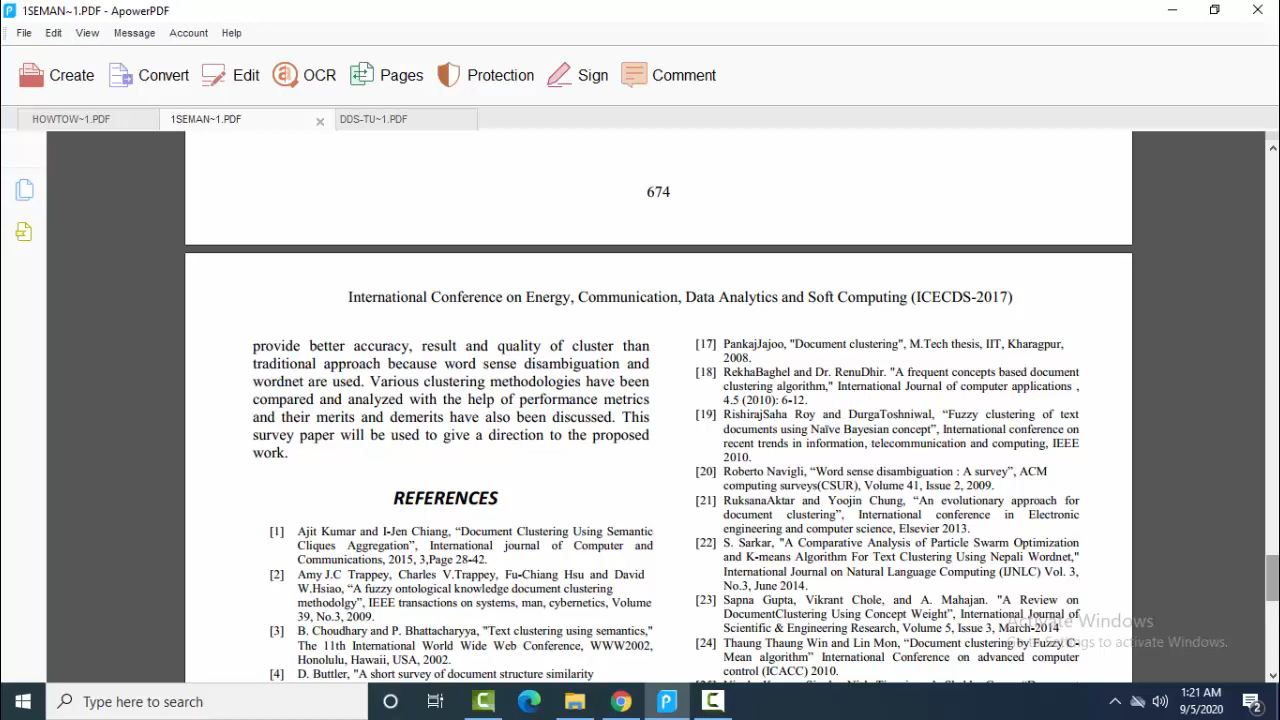 1SEMAN~1.PDF - ApowerPDF
File Edit View Message Account Help
Create Convert Edit OCR Pages Protection Sign Comment
HOWTOW~1.PDF 1SEMAN~1.PDF DDS-TU~1.PDF
674
International Conference on Energy, Communication, Data Analytics and Soft Computing (ICECDS-2017)
provide better accuracy, result and quality of cluster than
traditional approach because word sense disambiguation and
wordnet are used. Various clustering methodologies have been
compared and analyzed with the help of performance metrics
and their merits and demerits have also been discussed. This
survey paper will be used to give a direction to the proposed
work.
REFERENCES
[1] Ajit Kumar and I-Jen Chiang, “Document Clustering Using Semantic
Cliques Aggregation”, International journal of Computer and
Communications, 2015, 3,Page 28-42.
[2] Amy J.C Trappey, Charles V.Trappey, Fu-Chiang Hsu and David
W.Hsiao, “A fuzzy ontological knowledge document clustering
methodolgy”, IEEE transactions on systems, man, cybernetics, Volume
39, No.3, 2009.
[3] B. Choudhary and P. Bhattacharyya, "Text clustering using semantics,"
The 11th International World Wide Web Conference, WWW2002,
Honolulu, Hawaii, USA, 2002.
[4] D. Buttler, "A short survey of document structure similarity
[17] PankajJajoo, "Document clustering", M.Tech thesis, IIT, Kharagpur,
2008.
[18] RekhaBaghel and Dr. RenuDhir. "A frequent concepts based document
clustering algorithm," International Journal of computer applications ,
4.5 (2010): 6-12.
[19] RishirajSaha Roy and DurgaToshniwal, “Fuzzy clustering of text
documents using Naïve Bayesian concept”, International conference on
recent trends in information, telecommunication and computing, IEEE
2010.
[20] Roberto Navigli, “Word sense disambiguation : A survey”, ACM
computing surveys(CSUR), Volume 41, Issue 2, 2009.
[21] RuksanaAktar and Yoojin Chung, “An evolutionary approach for
document clustering”, International conference in Electronic
engineering and computer science, Elsevier 2013.
[22] S. Sarkar, "A Comparative Analysis of Particle Swarm Optimization
and K-means Algorithm For Text Clustering Using Nepali Wordnet,"
International Journal on Natural Language Computing (IJNLC) Vol. 3,
No.3, June 2014.
[23] Sapna Gupta, Vikrant Chole, and A. Mahajan. "A Review on
DocumentClustering Using Concept Weight”, International Journal of
Scientific & Engineering Research, Volume 5, Issue 3, March-2014
[24] Thaung Thaung Win and Lin Mon, “Document clustering by Fuzzy C-
Mean algorithm” International Conference on advanced computer
control (ICACC) 2010.
Activate Windows
Go to Settings to activate Windows.
Type here to search
1:21 AM
9/5/2020
2